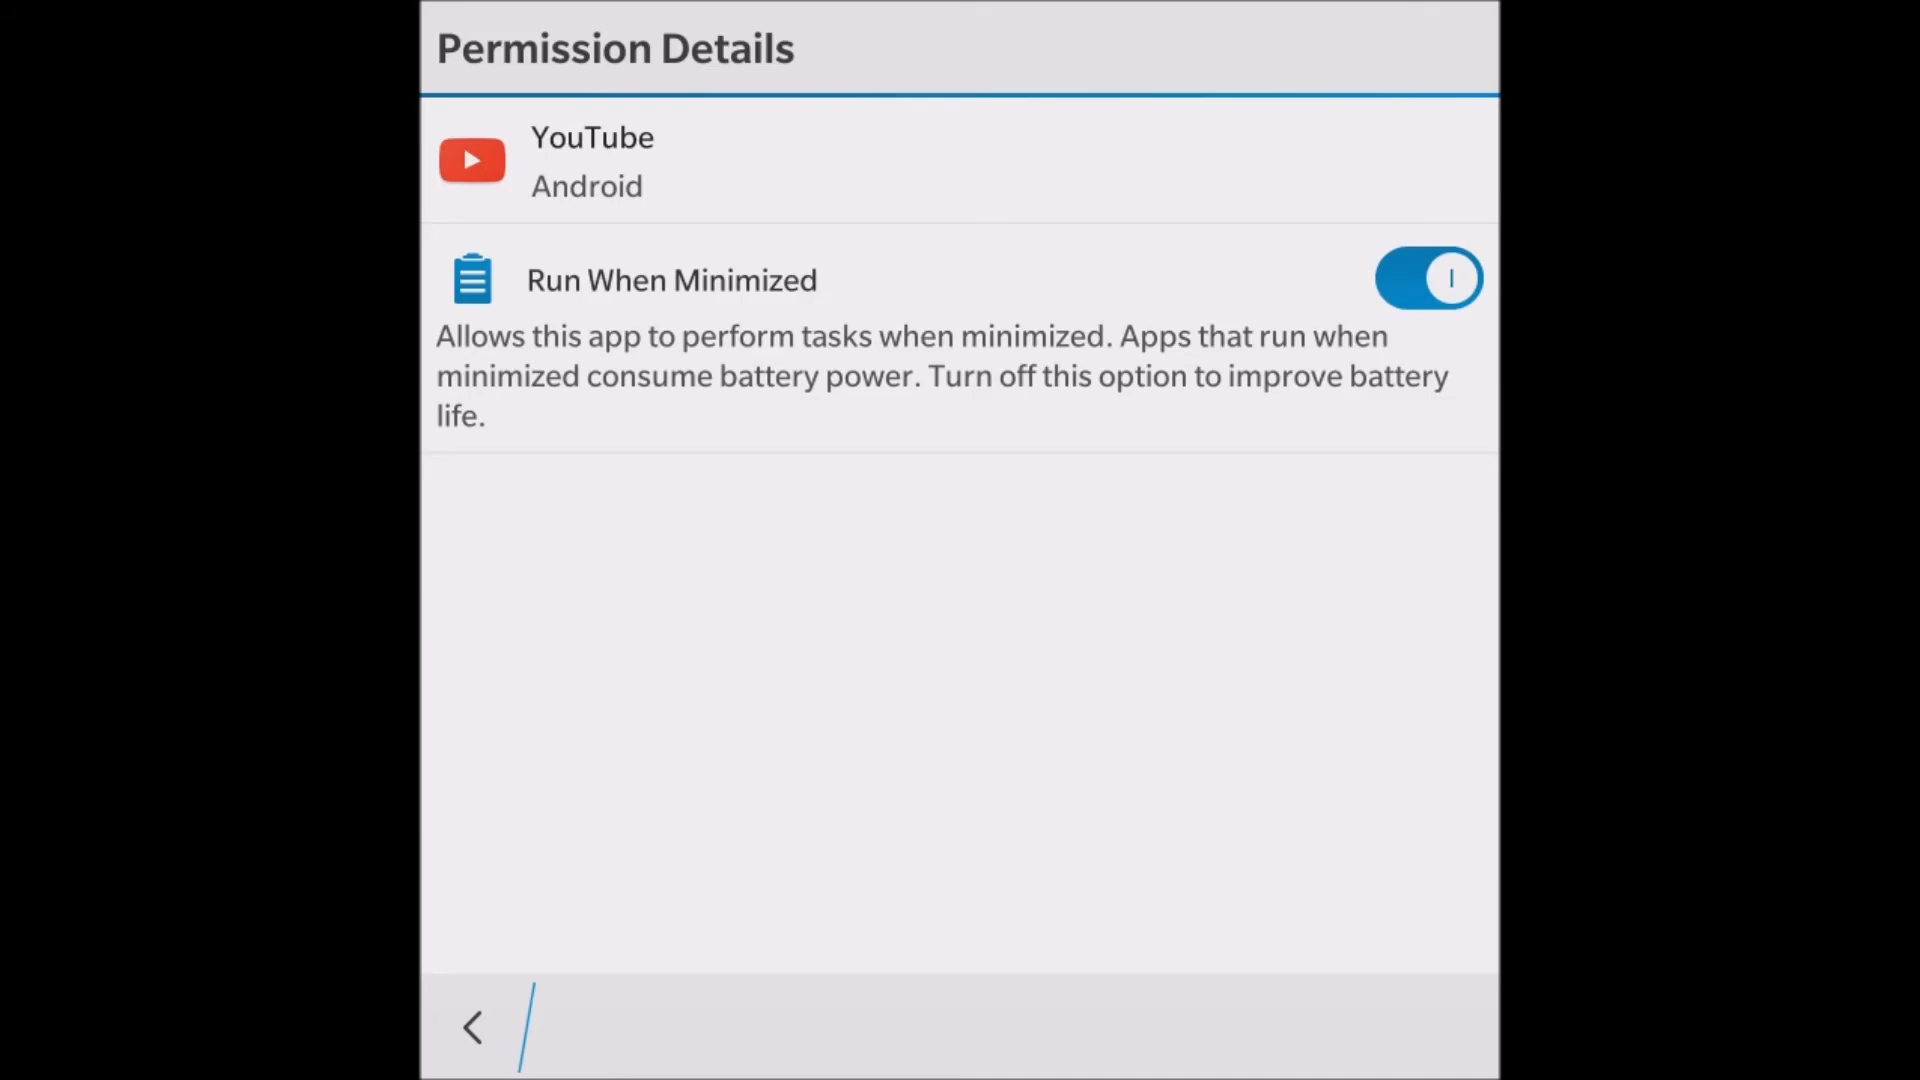 Permission Details
YouTube
Android
Run When Minimized
Allows this app to perform tasks when minimized. Apps that run when
minimized consume battery power. Turn off this option to improve battery
life.